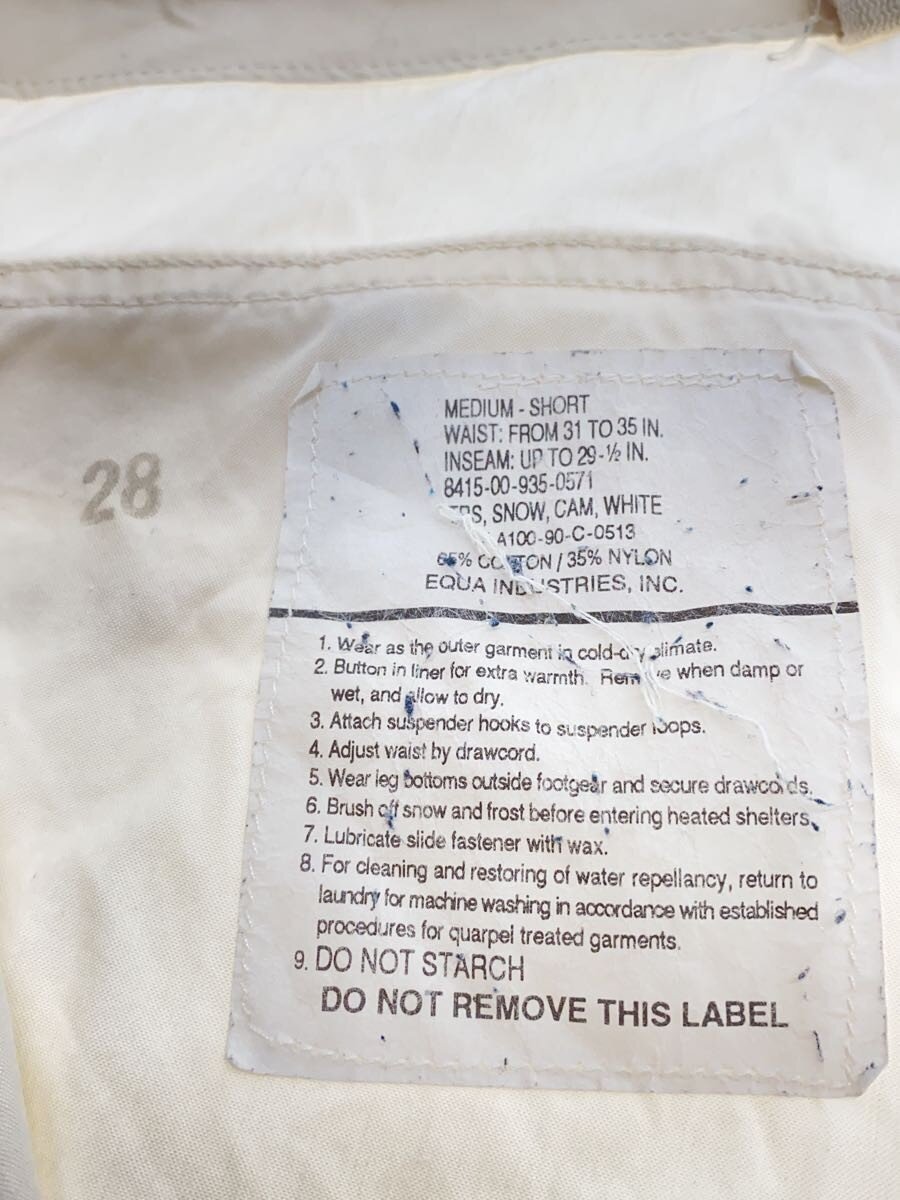 28
MEDIUM - SHORT
WAIST: FROM 31 TO 35 IN.
INSEAM: UP TO 29-½ IN.
8415-00-935-0571
SNOW, CAM, WHITE
A100-90-C-0513
65% COTTON / 35% NYLON
EQUA INDUSTRIES, INC.
1. Wear as the outer garment in cold-dry climate.
2. Button in liner for extra warmth. Remove when damp or
wet, and allow to dry.
3. Attach suspender hooks to suspender loops.
4. Adjust waist by drawcord.
5. Wear leg bottoms outside footgear and secure drawcords.
6. Brush off snow and frost before entering heated shelters.
7. Lubricate slide fastener with wax.
8. For cleaning and restoring of water repellancy, return to
laundry for machine washing in accordance with established
procedures for quarpel treated garments.
9. DO NOT STARCH
DO NOT REMOVE THIS LABEL